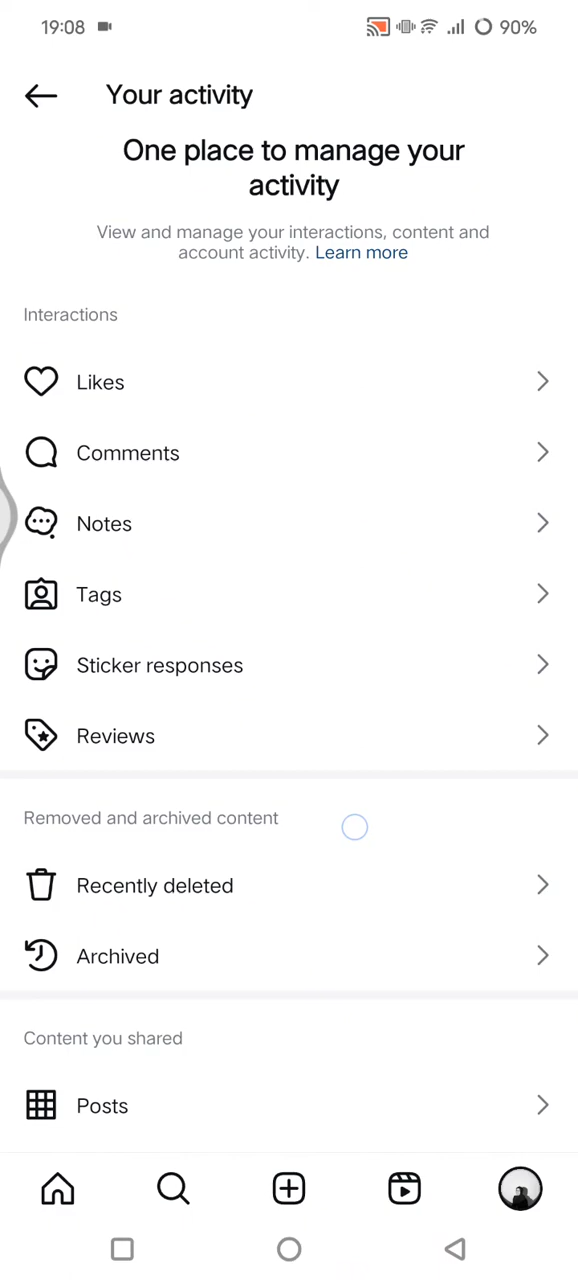 19:08
90%
Your activity
One place to manage your
activity
View and manage your interactions, content and
account activity. Learn more
Interactions
Likes
Comments
Notes
Tags
Sticker responses
Reviews
Removed and archived content
Recently deleted
Archived
Content you shared
Posts